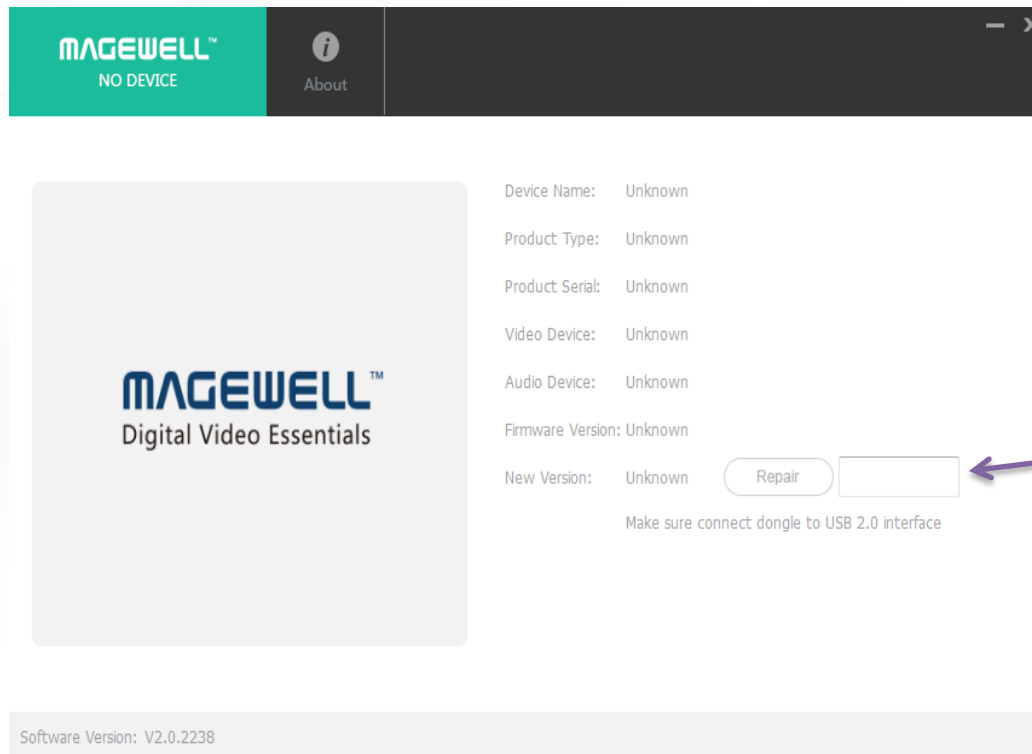 MAGEWELL™
NO DEVICE
i
About
Device Name: Unknown
Product Type: Unknown
Product Serial: Unknown
Video Device: Unknown
Audio Device: Unknown
Firmware Version: Unknown
New Version: Unknown Repair
Make sure connect dongle to USB 2.0 interface
MAGEWELL™
Digital Video Essentials
Software Version: V2.0.2238